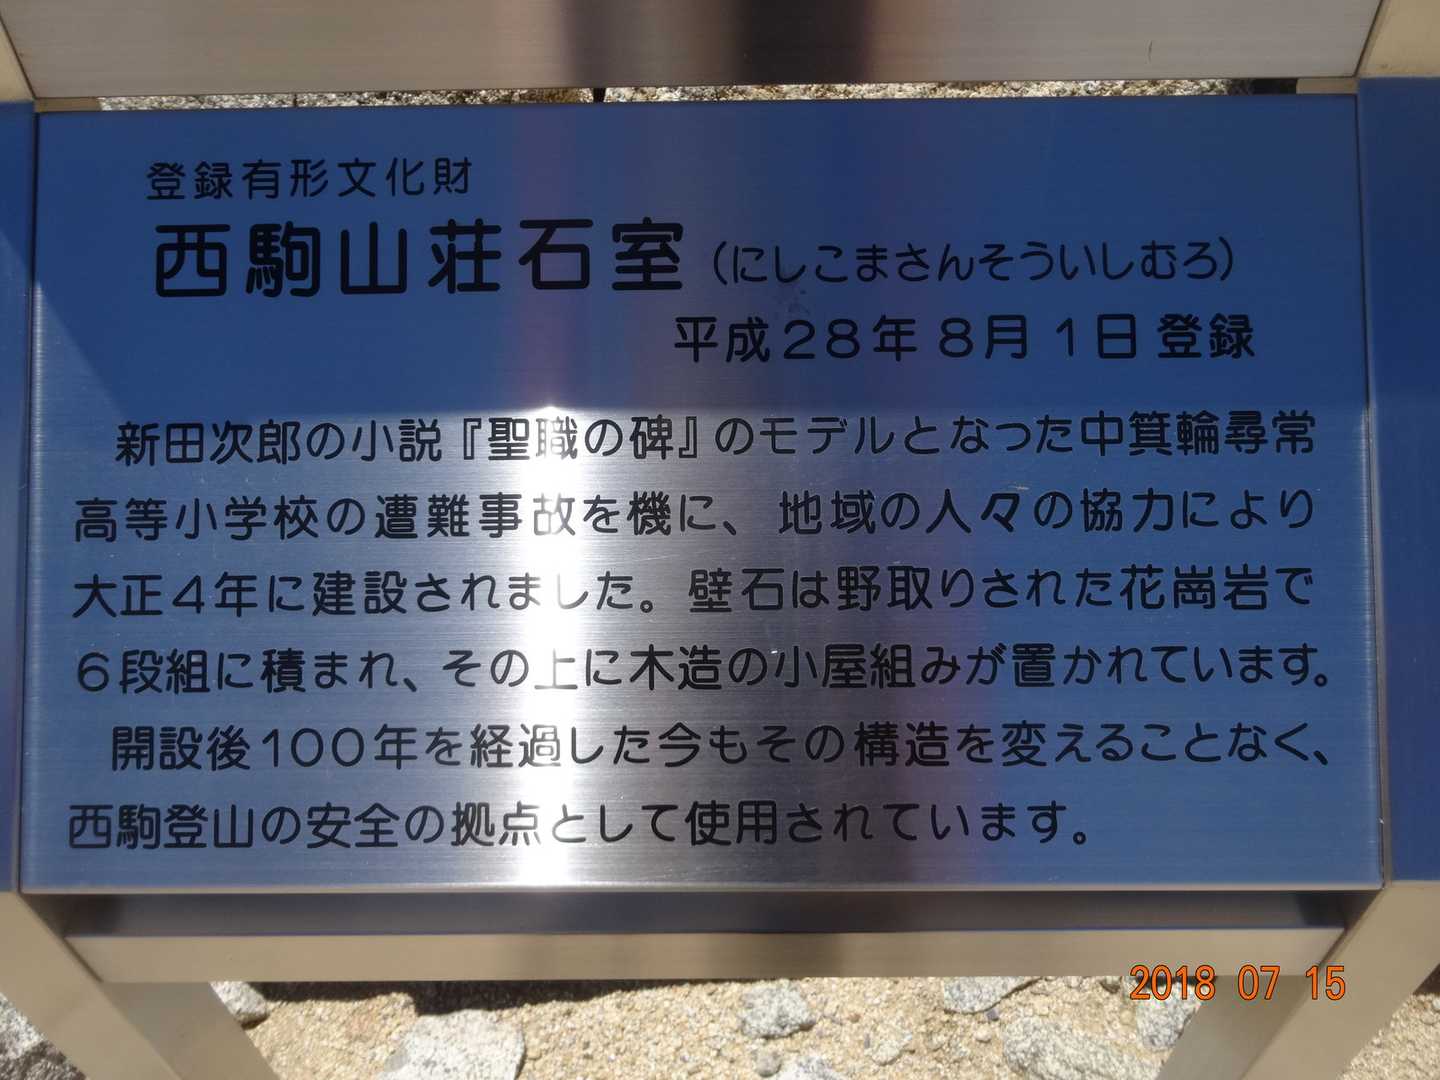 登録有形文化財
西駒山荘石室（にしこまさんそういしむろ）
平成28年8月1日登録
新田次郎の小説『聖職の碑』のモデルとなった中箕輪尋常
高等小学校の遭難事故を機に、地域の人々の協力により
大正4年に建設されました。壁石は野取りされた花崗岩で
6段組に積まれ、その上に木造の小屋組みが置かれています。
開設後100年を経過した今もその構造を変えることなく、
西駒登山の安全の拠点として使用されています。
2018 07 15